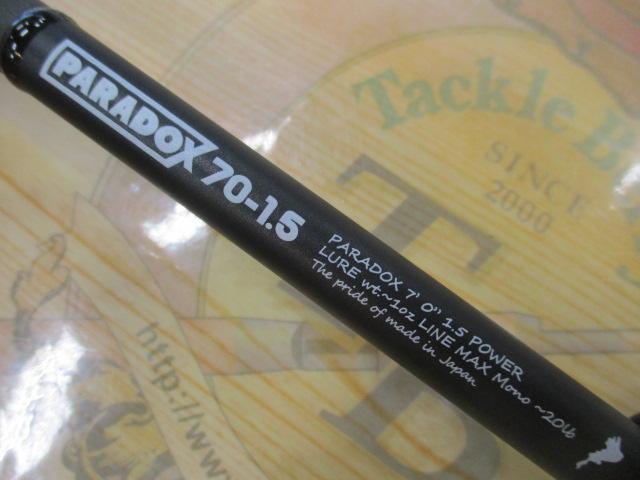 PARADOX 70-1.5
PARADOX 7' 0" 1.5 POWER
LURE wt.~1oz LINE MAX Mono ~20lb
The pride of made in Japan
Tackle
SINCE
2000
http://www.